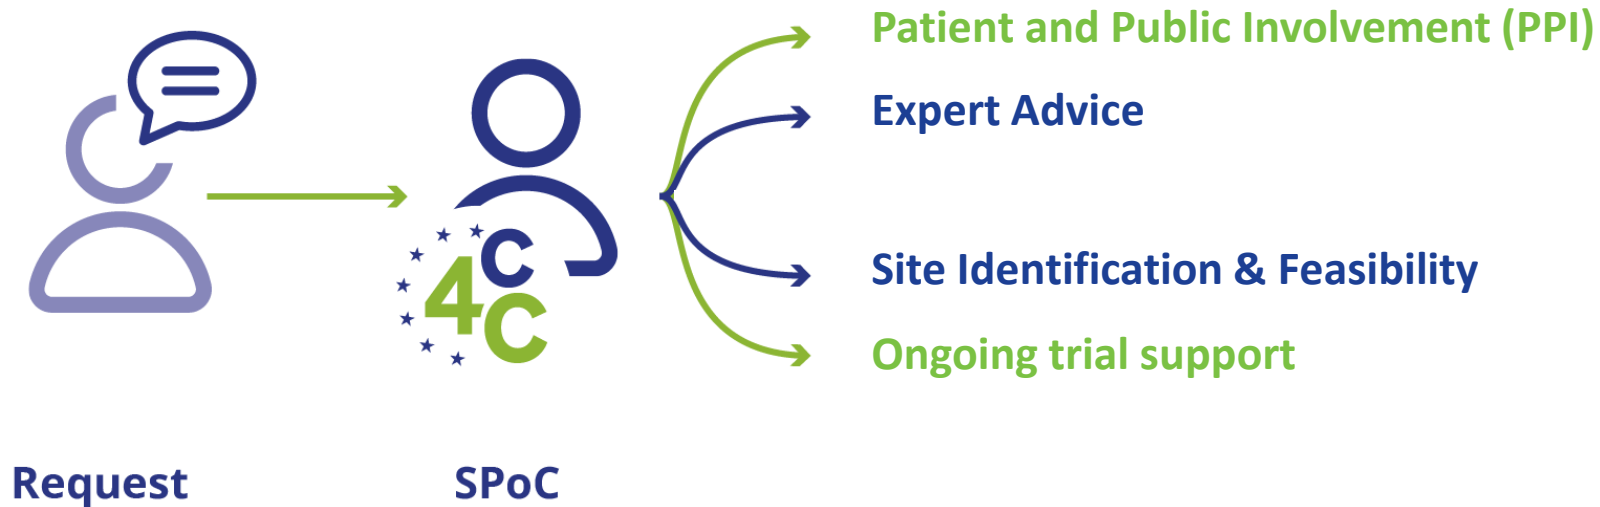 Patient and Public Involvement (PPI)
Expert Advice
Site Identification & Feasibility
Ongoing trial support
C
4C
Request
SPoC